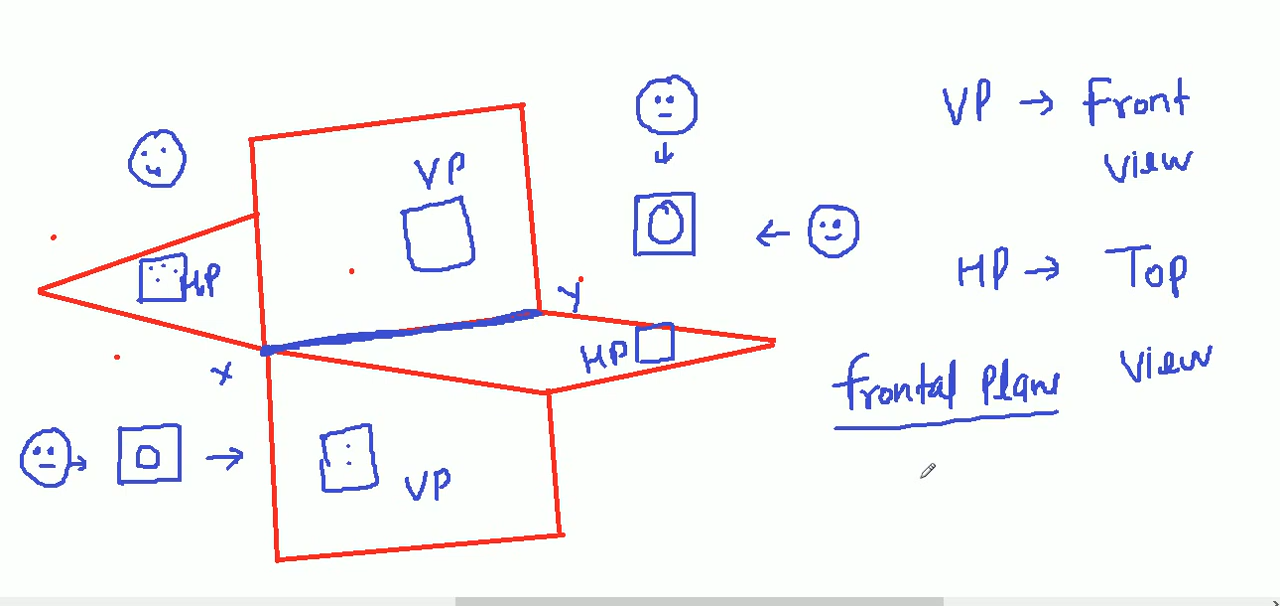 VP
HP
x
y
HP
VP
VP → Front
view
HP → Top
view
frontal Plane